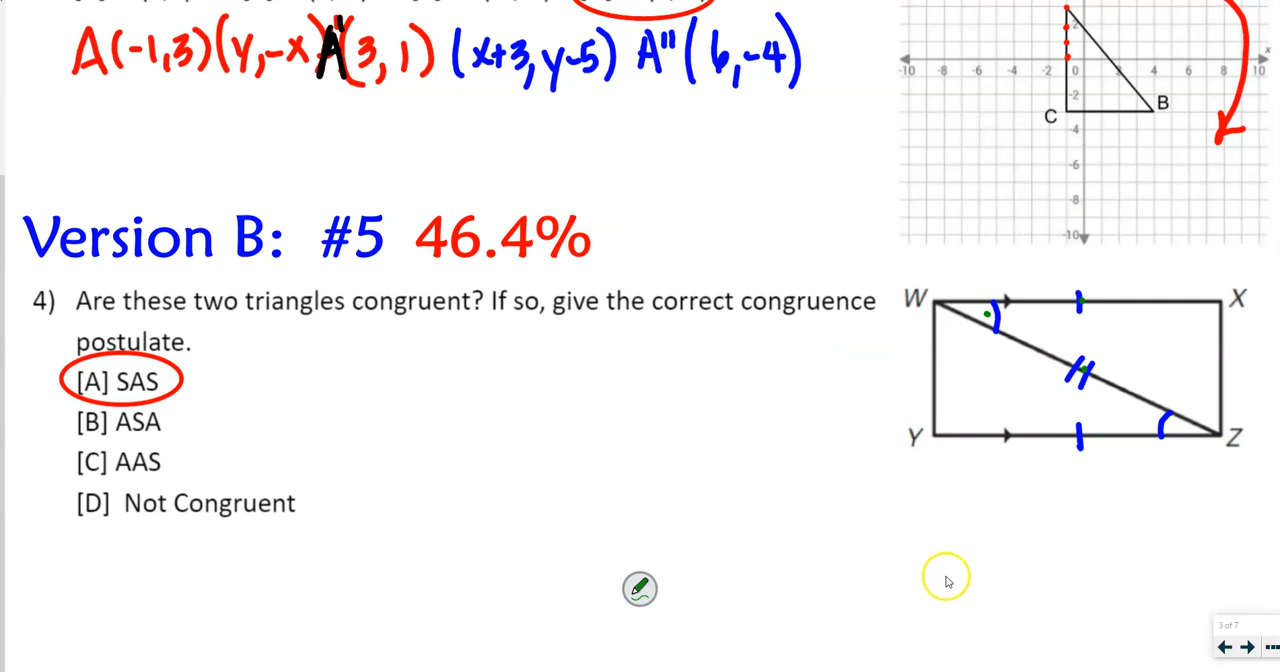 A(-1,3)(y,-x)A'(3,1) (x+3,y-5) A"(6,-4)
2
-10 -8 -6 -4 -2 0 2 4 6 8 10 x
-2
C B
-4
-6
-8
-10
Version B: #5 46.4%
4) Are these two triangles congruent? If so, give the correct congruence
postulate.
[A] SAS
[B] ASA
[C] AAS
[D] Not Congruent
W X
Y Z
3 of 7